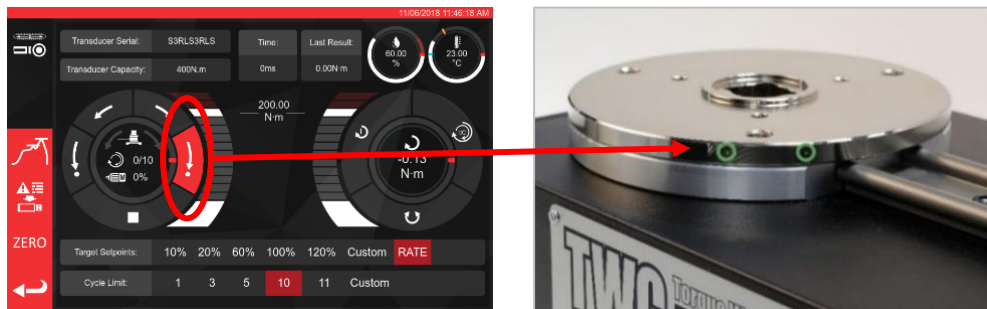 11/06/2018 11:46:18 AM
Transducer Serial: S3RLS3RLS Time: Last Result:
Transducer Capacity: 400N.m 0ms 0.00N·m
60.00
%
23.00
°C
200.00
N·m
0/10
0%
-0.13
N·m
ZERO
Target Setpoints: 10% 20% 60% 100% 120% Custom RATE
Cycle Limit: 1 3 5 10 11 Custom
TWC
Torque W